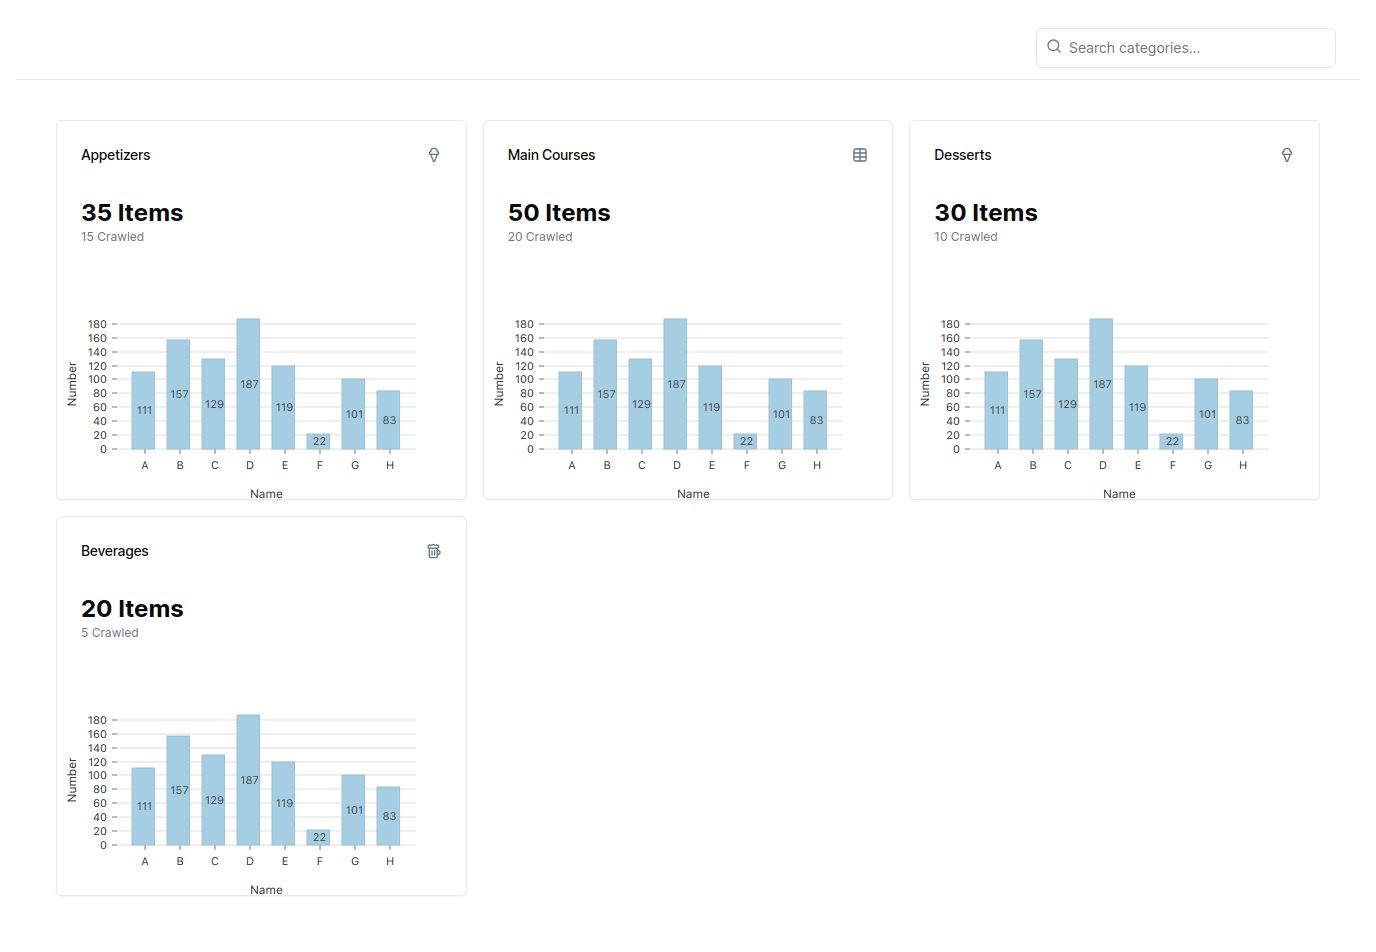 Search categories...
Appetizers
35 Items
15 Crawled
Number
180
160
140
120
100
80
60
40
20
0
111
157
129
187
119
22
101
83
A B C D E F G H
Name
Main Courses
50 Items
20 Crawled
Number
180
160
140
120
100
80
60
40
20
0
111
157
129
187
119
22
101
83
A B C D E F G H
Name
Desserts
30 Items
10 Crawled
Number
180
160
140
120
100
80
60
40
20
0
111
157
129
187
119
22
101
83
A B C D E F G H
Name
Beverages
20 Items
5 Crawled
Number
180
160
140
120
100
80
60
40
20
0
111
157
129
187
119
22
101
83
A B C D E F G H
Name